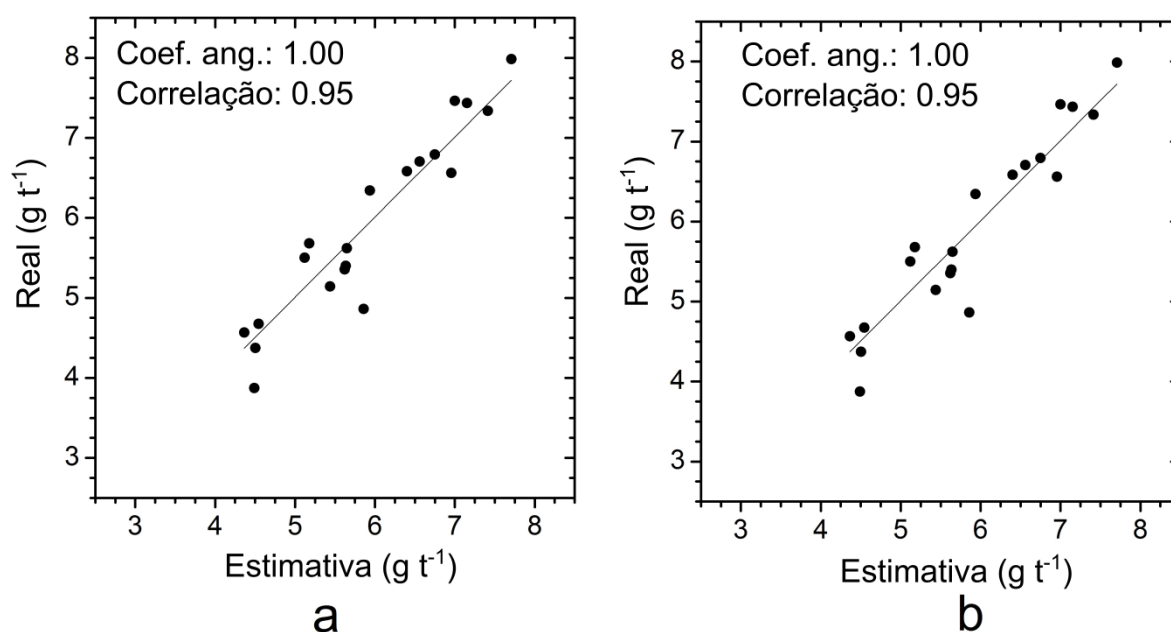 Coef. ang.: 1.00
Correlação: 0.95
Real (g t⁻¹)
8
7
6
5
4
3
3 4 5 6 7 8
Estimativa (g t⁻¹)
a
Coef. ang.: 1.00
Correlação: 0.95
Real (g t⁻¹)
8
7
6
5
4
3
3 4 5 6 7 8
Estimativa (g t⁻¹)
b